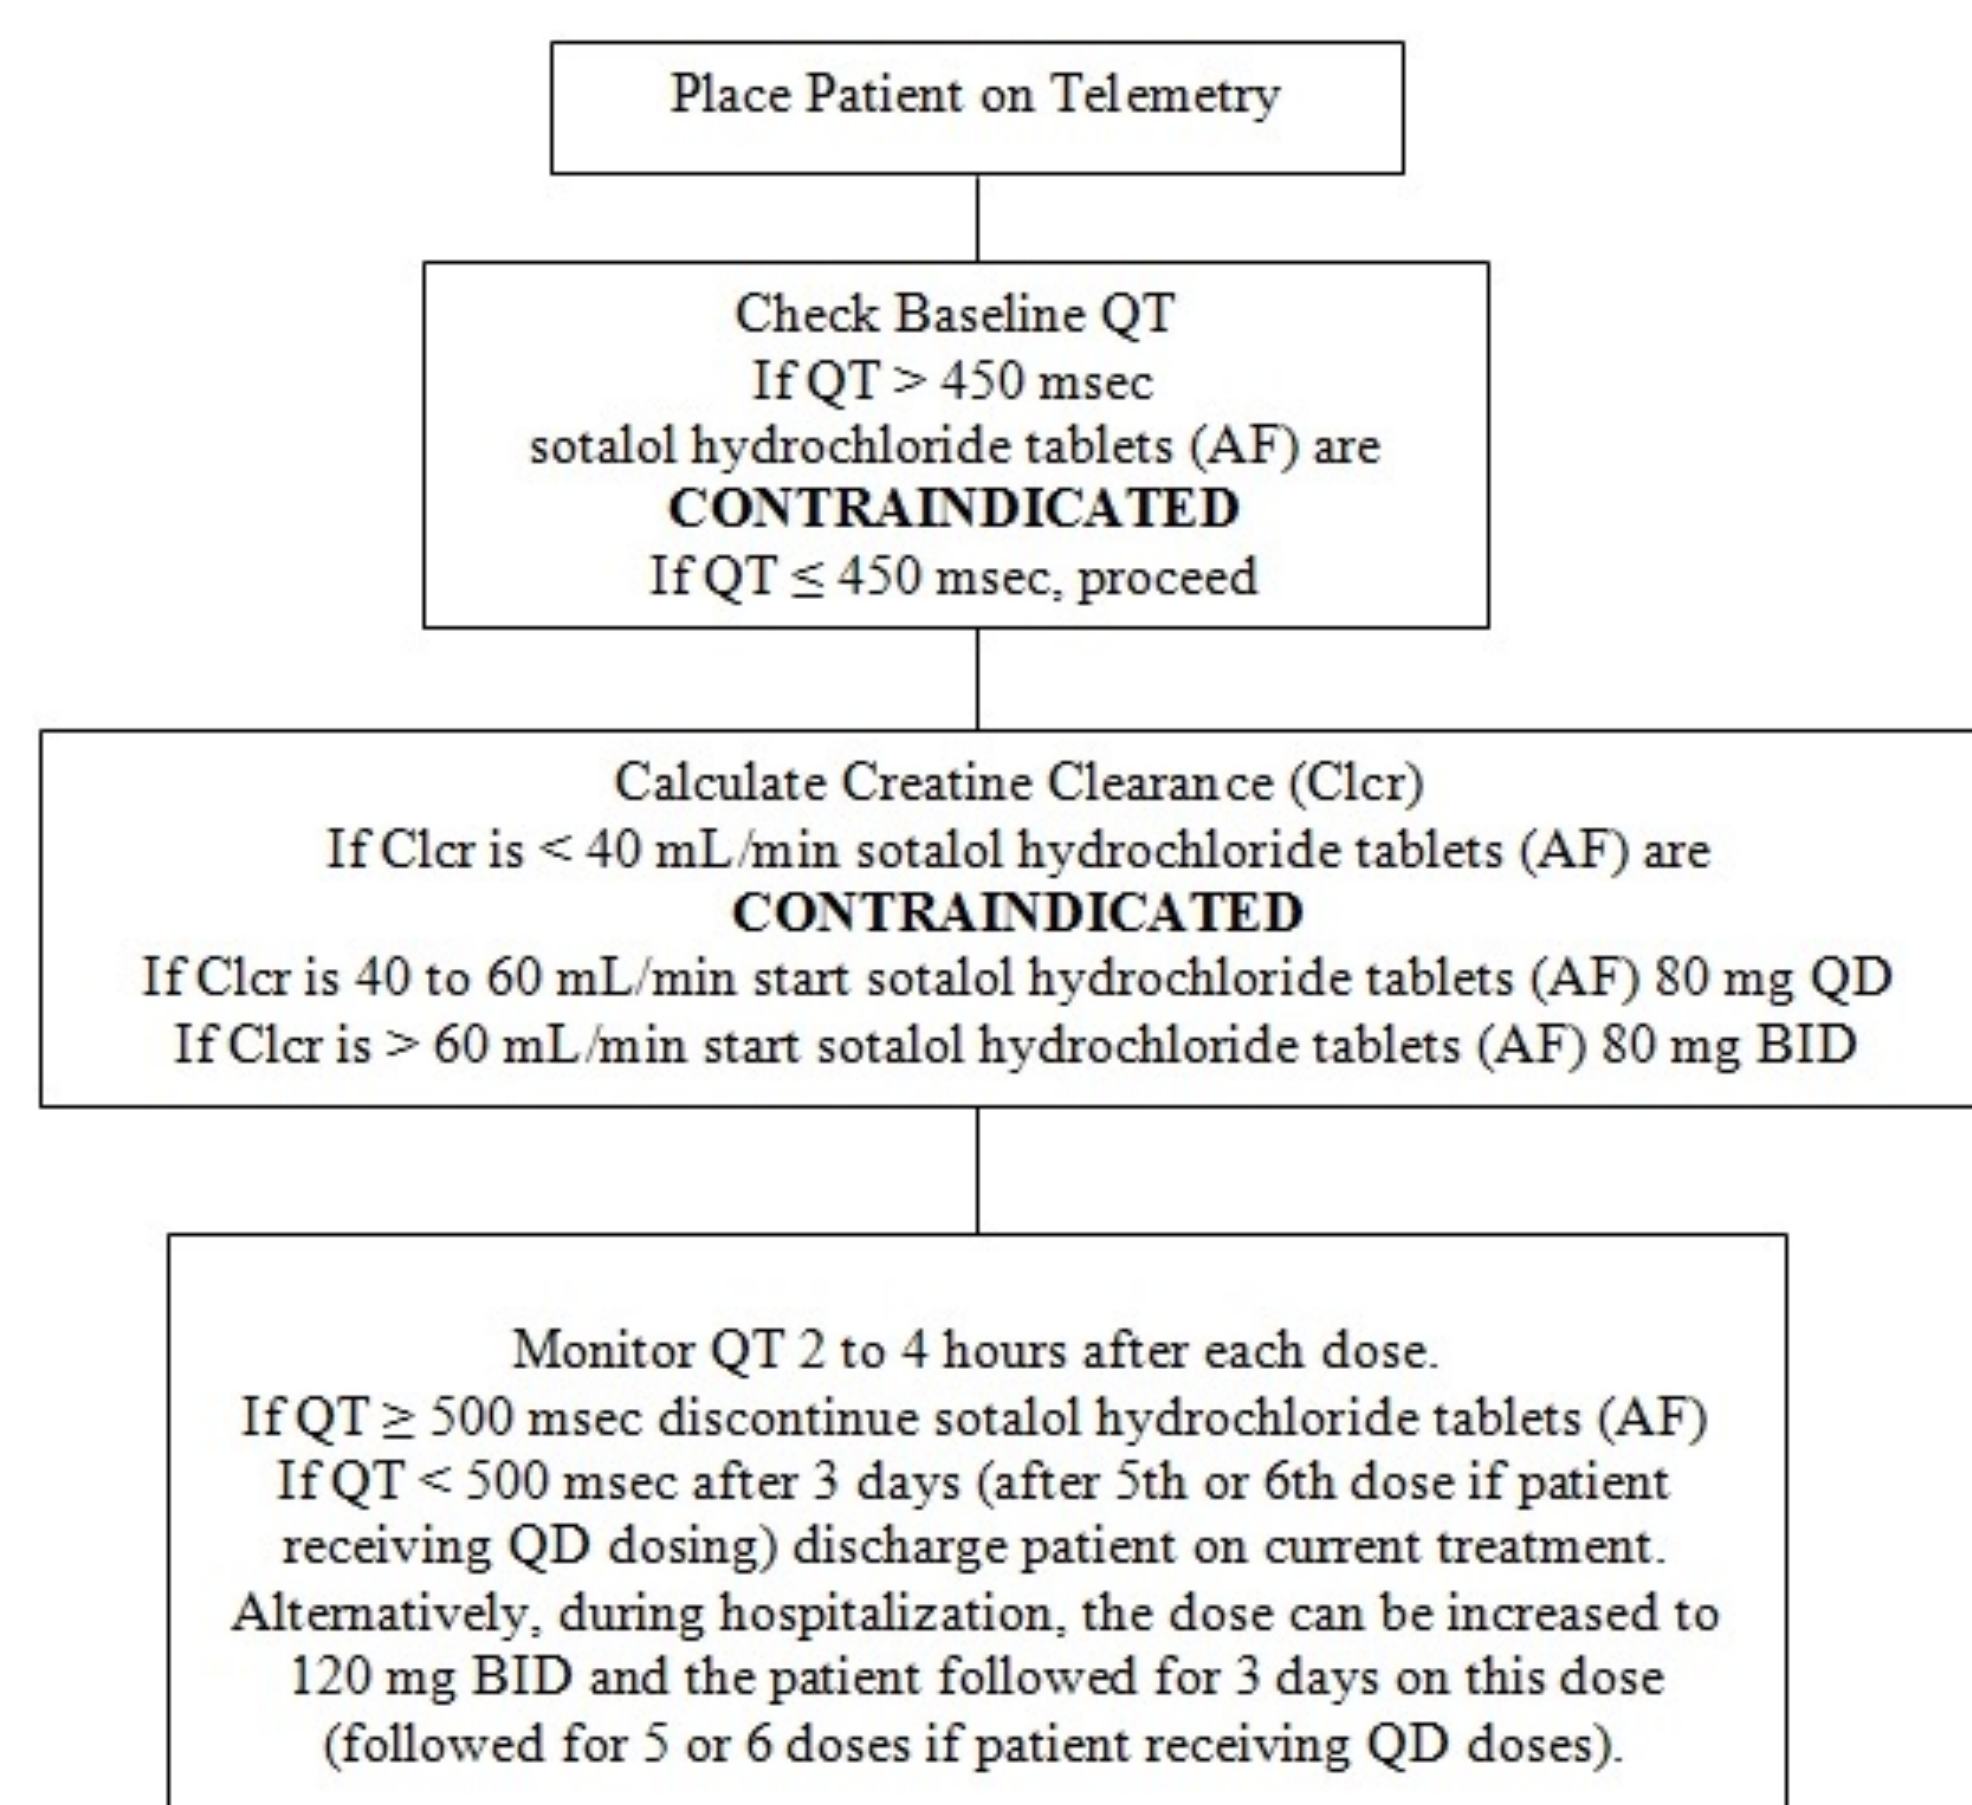 Place Patient on Telemetry
Check Baseline QT
If QT > 450 msec
sotalol hydrochloride tablets (AF) are
CONTRAINDICATED
If QT ≤ 450 msec, proceed
Calculate Creatine Clearance (Clcr)
If Clcr is < 40 mL/min sotalol hydrochloride tablets (AF) are
CONTRAINDICATED
If Clcr is 40 to 60 mL/min start sotalol hydrochloride tablets (AF) 80 mg QD
If Clcr is > 60 mL/min start sotalol hydrochloride tablets (AF) 80 mg BID
Monitor QT 2 to 4 hours after each dose.
If QT ≥ 500 msec discontinue sotalol hydrochloride tablets (AF)
If QT < 500 msec after 3 days (after 5th or 6th dose if patient
receiving QD dosing) discharge patient on current treatment.
Alternatively, during hospitalization, the dose can be increased to
120 mg BID and the patient followed for 3 days on this dose
(followed for 5 or 6 doses if patient receiving QD doses).